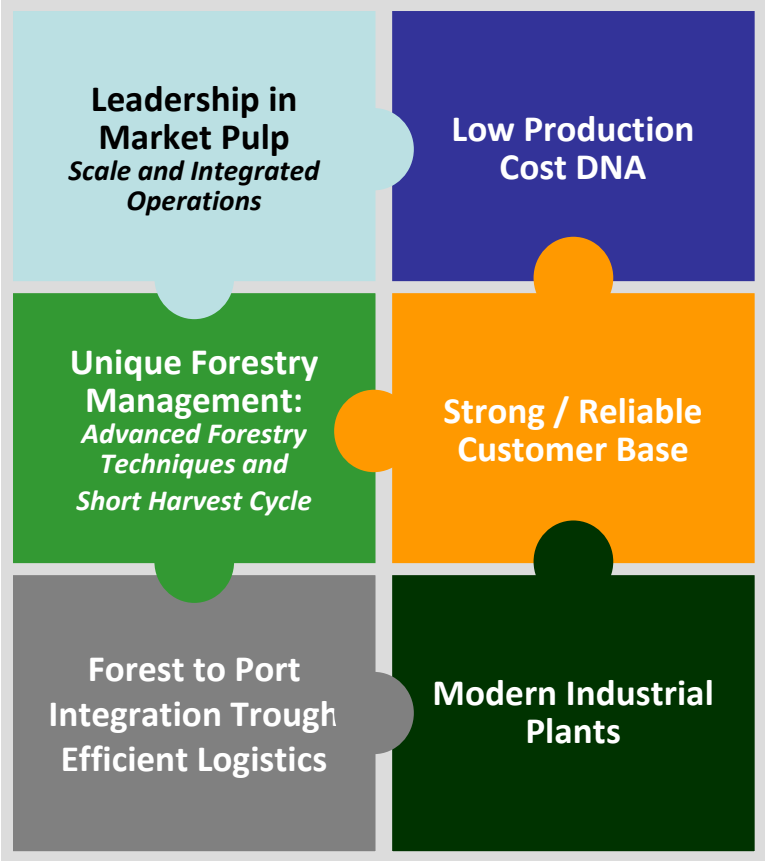 Leadership in
Market Pulp
Scale and Integrated
Operations
Low Production
Cost DNA
Unique Forestry
Management:
Advanced Forestry
Techniques and
Short Harvest Cycle
Strong / Reliable
Customer Base
Forest to Port
Integration Trough
Efficient Logistics
Modern Industrial
Plants